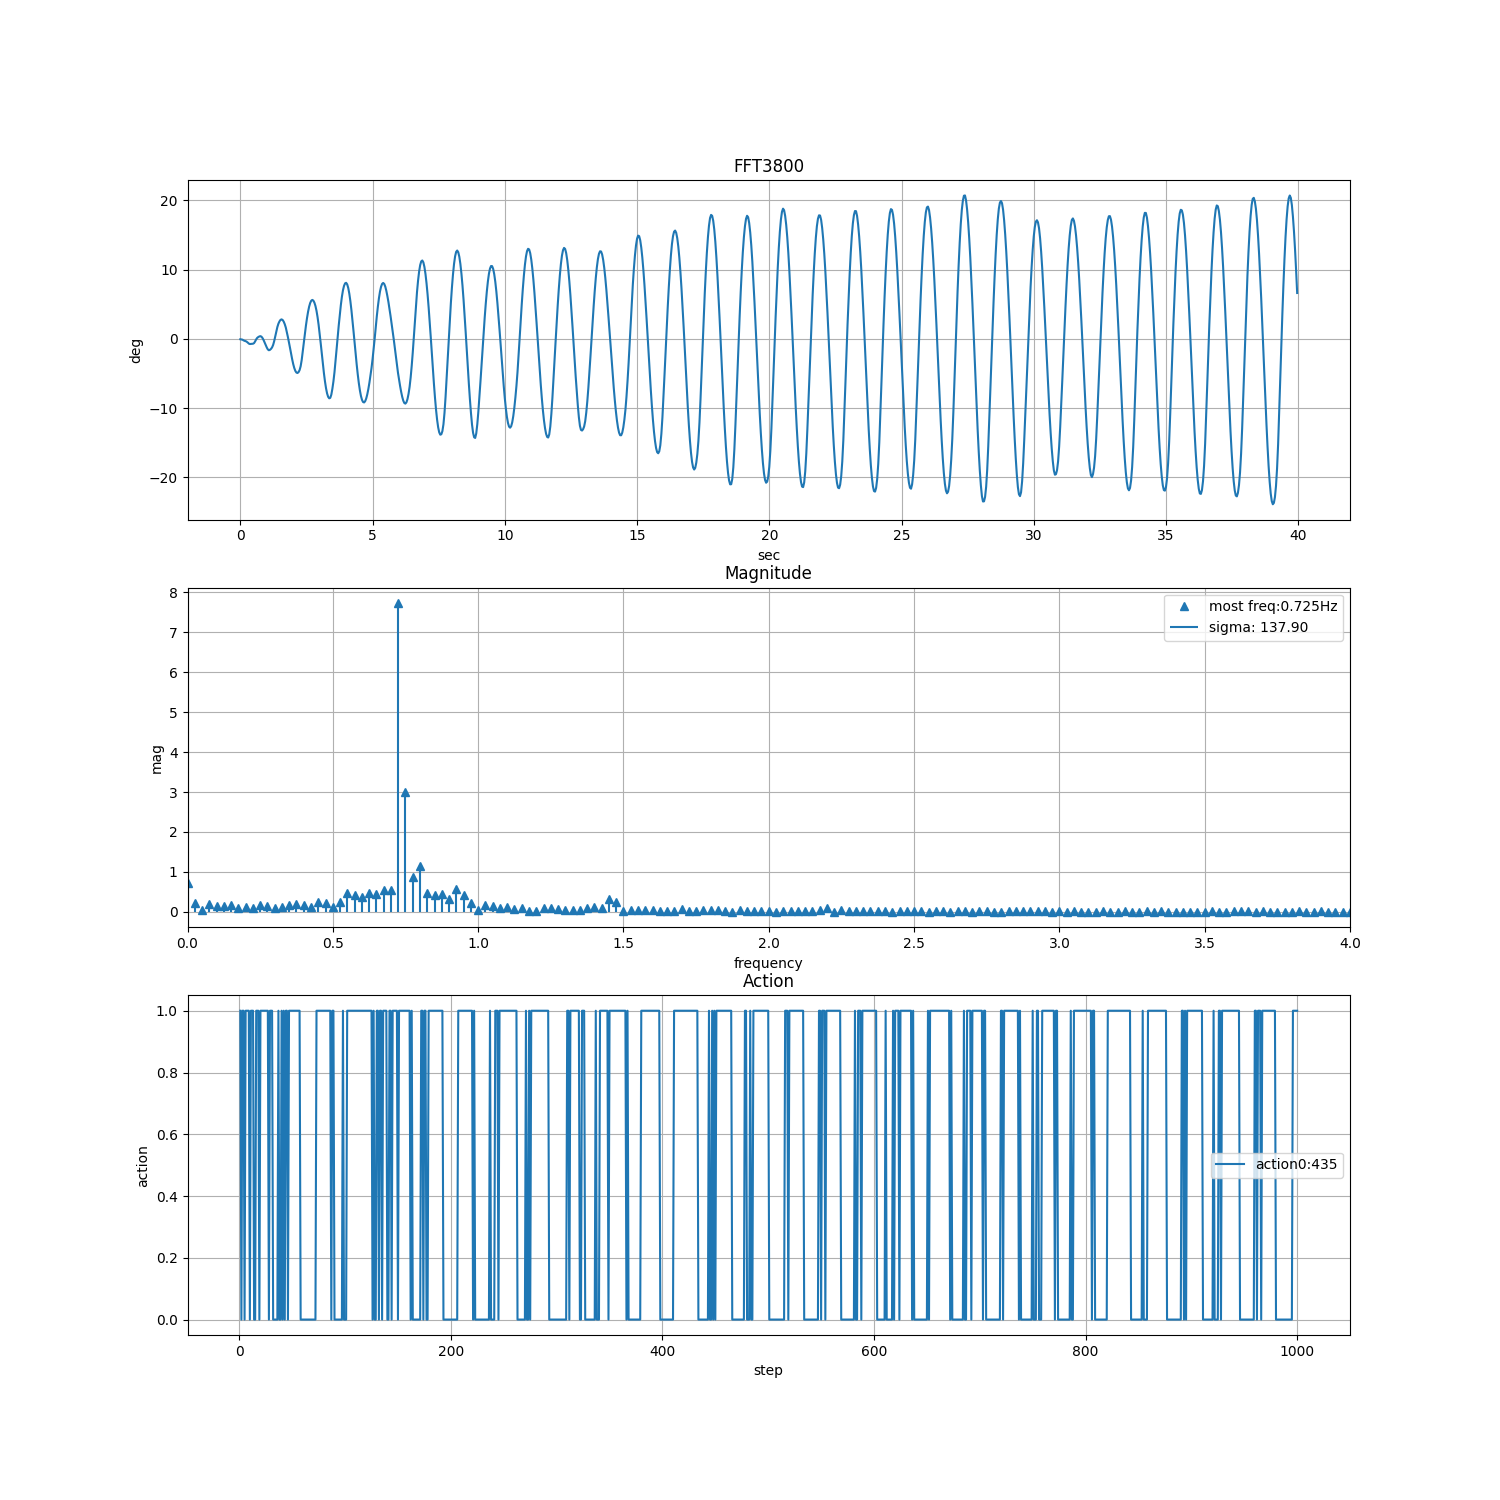 FFT3800
20
10
0
−10
−20
deg
0 5 10 15 20 25 30 35 40
sec
Magnitude
8
7
6
5
4
3
2
1
0
mag
most freq:0.725Hz
sigma: 137.90
0.0 0.5 1.0 1.5 2.0 2.5 3.0 3.5 4.0
frequency
Action
1.0
0.8
0.6
0.4
0.2
0.0
action
action0:435
0 200 400 600 800 1000
step